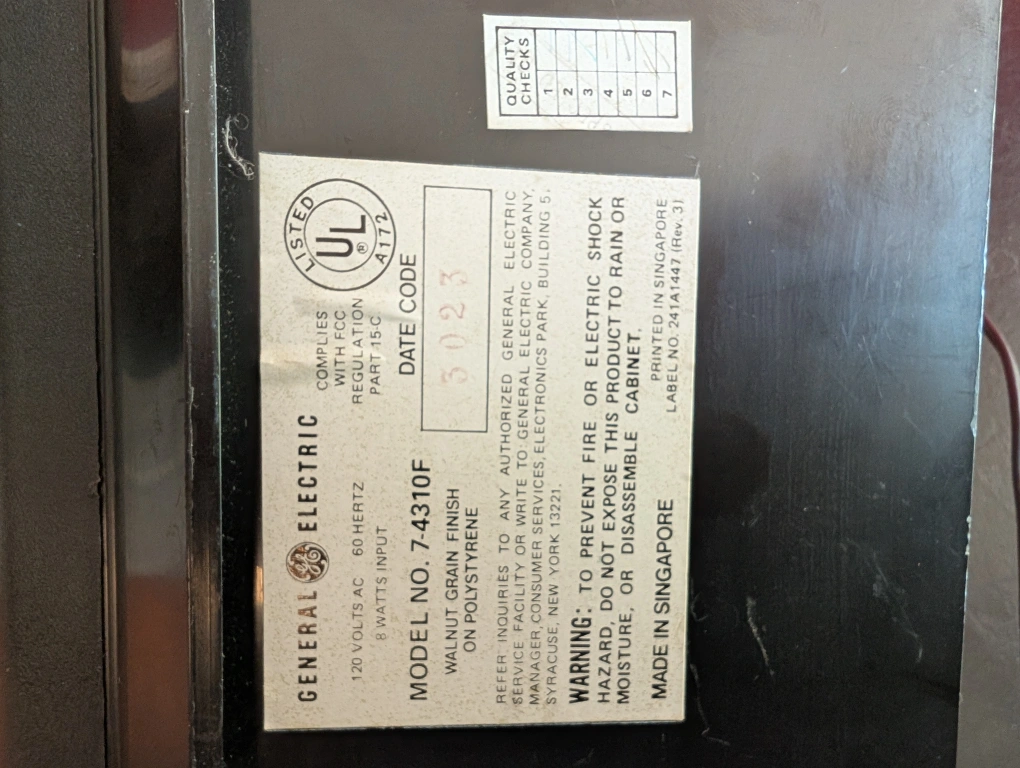 GENERAL GE ELECTRIC
120 VOLTS AC 60 HERTZ
8 WATTS INPUT
COMPLIES
WITH FCC
REGULATION
PART 15-C
LISTED
UL
®
A172
MODEL NO. 7-4310F
WALNUT GRAIN FINISH
ON POLYSTYRENE
DATE CODE
3023
REFER INQUIRIES TO ANY AUTHORIZED GENERAL ELECTRIC
SERVICE FACILITY OR WRITE TO: GENERAL ELECTRIC COMPANY,
MANAGER, CONSUMER SERVICES, ELECTRONICS PARK, BUILDING 5,
SYRACUSE, NEW YORK 13221.
WARNING: TO PREVENT FIRE OR ELECTRIC SHOCK
HAZARD, DO NOT EXPOSE THIS PRODUCT TO RAIN OR
MOISTURE, OR DISASSEMBLE CABINET.
MADE IN SINGAPORE
PRINTED IN SINGAPORE
LABEL NO. 241A1447 (Rev. 3)
QUALITY
CHECKS
1
2
3
4
5
6
7